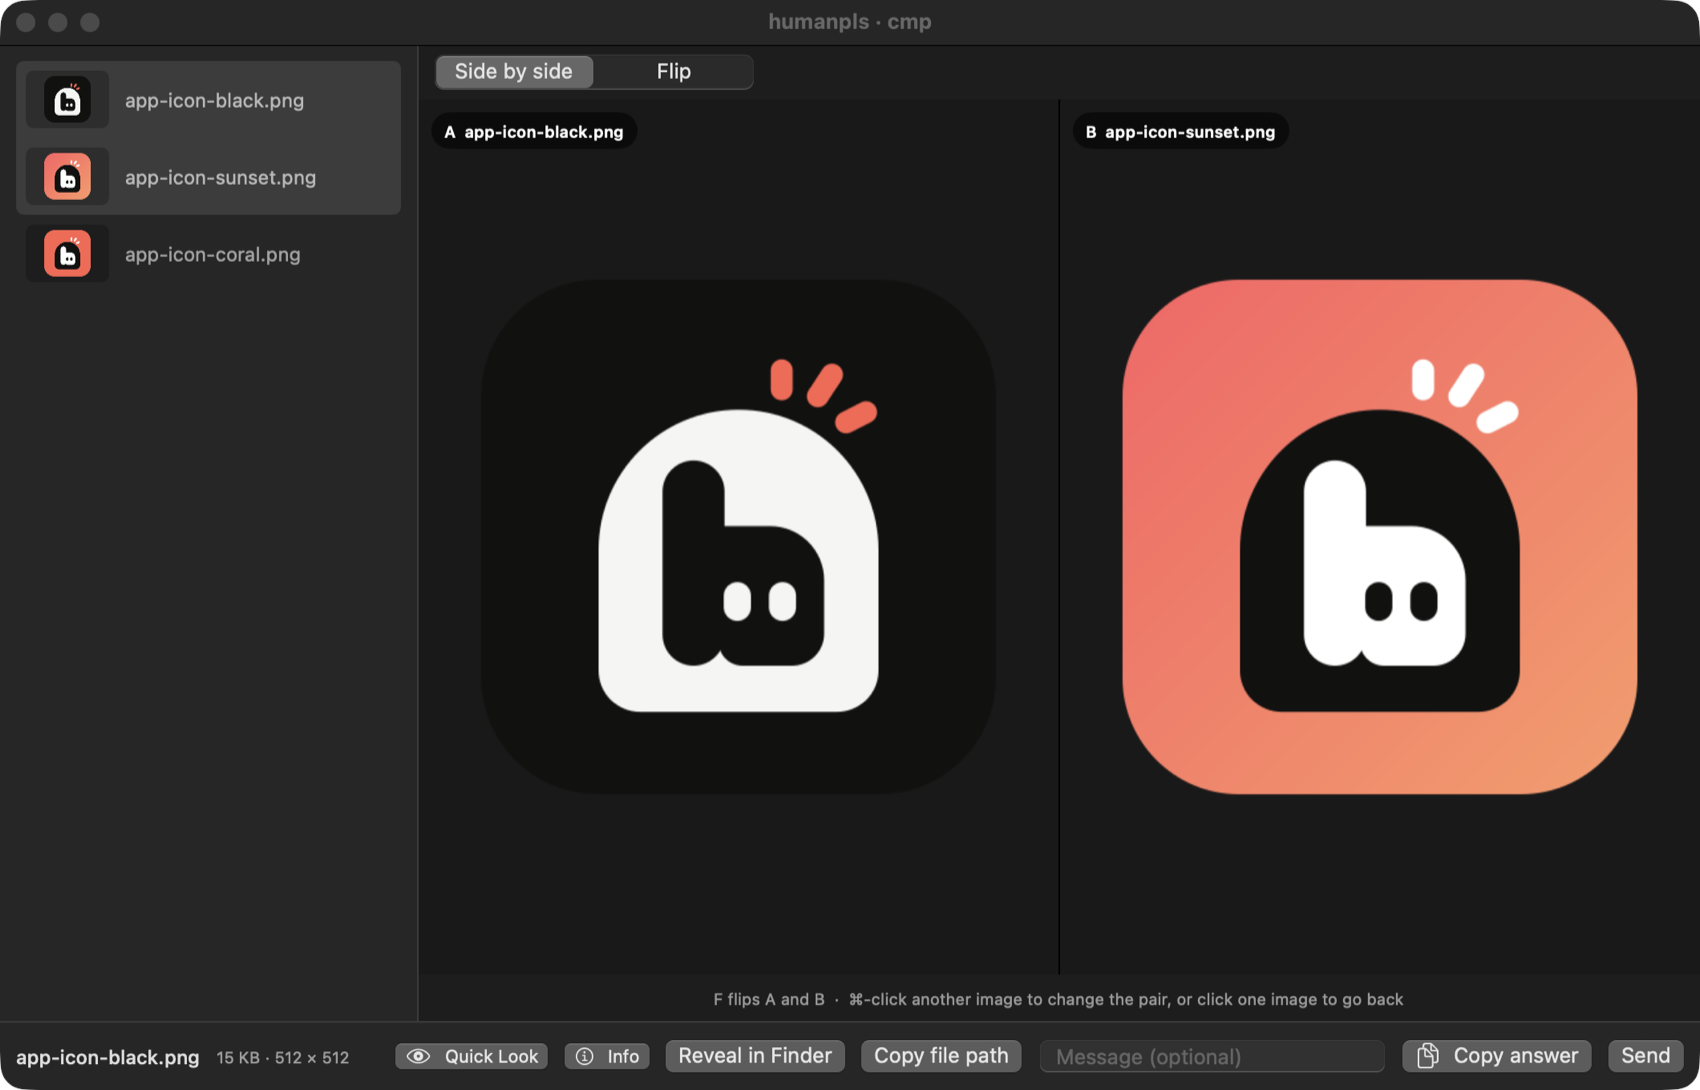 humanpls · cmp
app-icon-black.png
app-icon-sunset.png
app-icon-coral.png
Side by side
Flip
A app-icon-black.png
B app-icon-sunset.png
F flips A and B · ⌘-click another image to change the pair, or click one image to go back
app-icon-black.png 15 KB · 512 × 512
Quick Look
Info
Reveal in Finder
Copy file path
Message (optional)
Copy answer
Send